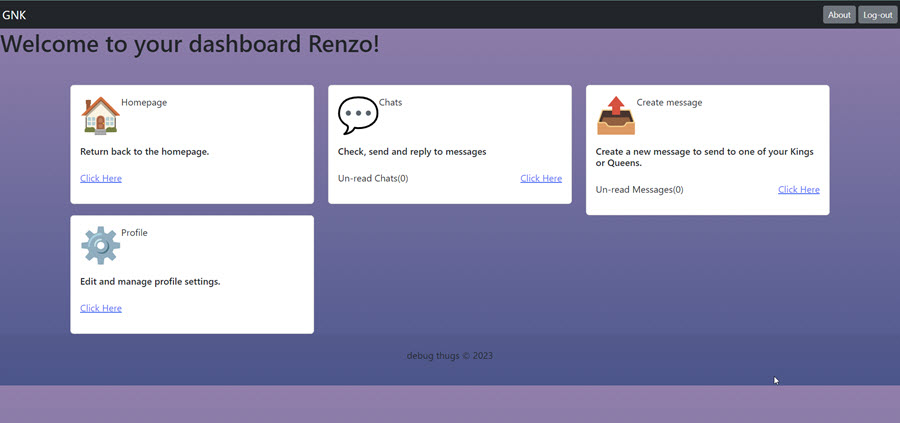 GNK
About
Log-out
Welcome to your dashboard Renzo!
Homepage
Return back to the homepage.
Click Here
Chats
Check, send and reply to messages
Un-read Chats(0)
Click Here
Create message
Create a new message to send to one of your Kings
or Queens.
Un-read Messages(0)
Click Here
Profile
Edit and manage profile settings.
Click Here
debug thugs © 2023